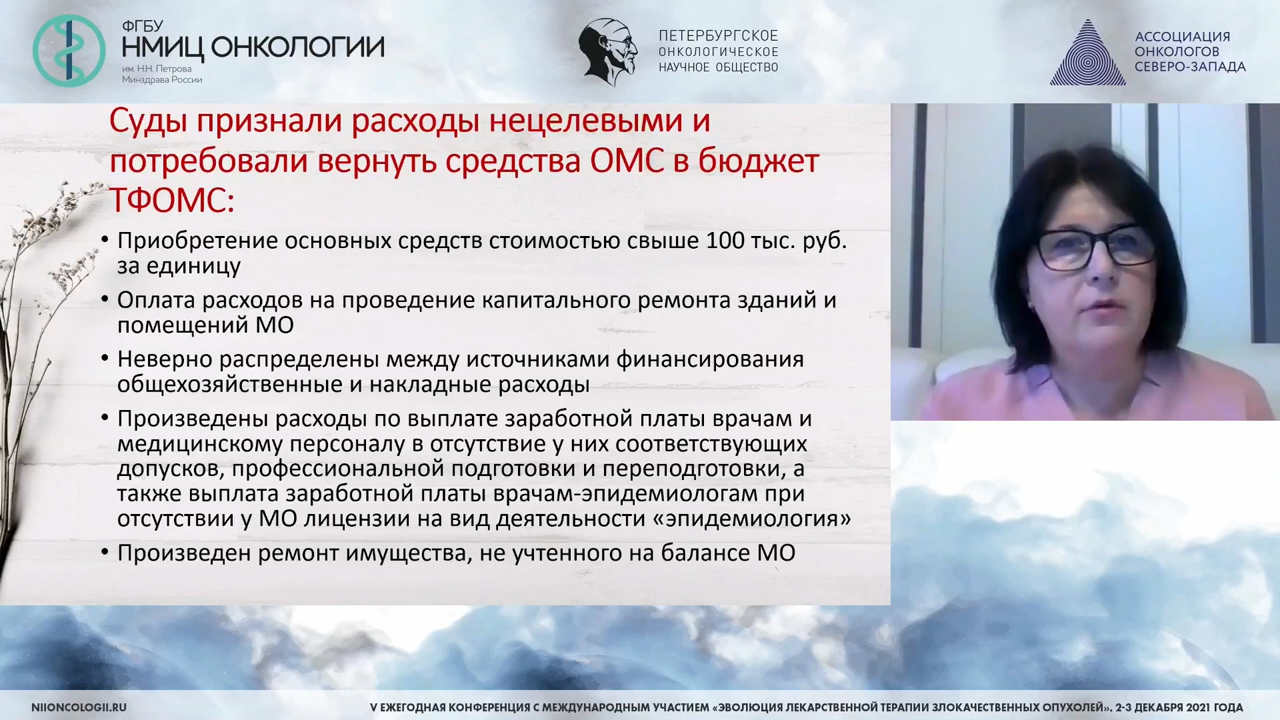 ФГБУ
НМИЦ ОНКОЛОГИИ
им. Н.Н. Петрова
Минздрава России
ПЕТЕРБУРГСКОЕ
ОНКОЛОГИЧЕСКОЕ
НАУЧНОЕ ОБЩЕСТВО
АССОЦИАЦИЯ
ОНКОЛОГОВ
СЕВЕРО-ЗАПАДА
Суды признали расходы нецелевыми и
потребовали вернуть средства ОМС в бюджет
ТФОМС:
• Приобретение основных средств стоимостью свыше 100 тыс. руб.
за единицу
• Оплата расходов на проведение капитального ремонта зданий и
помещений МО
• Неверно распределены между источниками финансирования
общехозяйственные и накладные расходы
• Произведены расходы по выплате заработной платы врачам и
медицинскому персоналу в отсутствие у них соответствующих
допусков, профессиональной подготовки и переподготовки, а
также выплата заработной платы врачам-эпидемиологам при
отсутствии у МО лицензии на вид деятельности «эпидемиология»
• Произведен ремонт имущества, не учтенного на балансе МО
NIIONCOLOGII.RU
V ЕЖЕГОДНАЯ КОНФЕРЕНЦИЯ С МЕЖДУНАРОДНЫМ УЧАСТИЕМ «ЭВОЛЮЦИЯ ЛЕКАРСТВЕННОЙ ТЕРАПИИ ЗЛОКАЧЕСТВЕННЫХ ОПУХОЛЕЙ». 2-3 ДЕКАБРЯ 2021 ГОДА